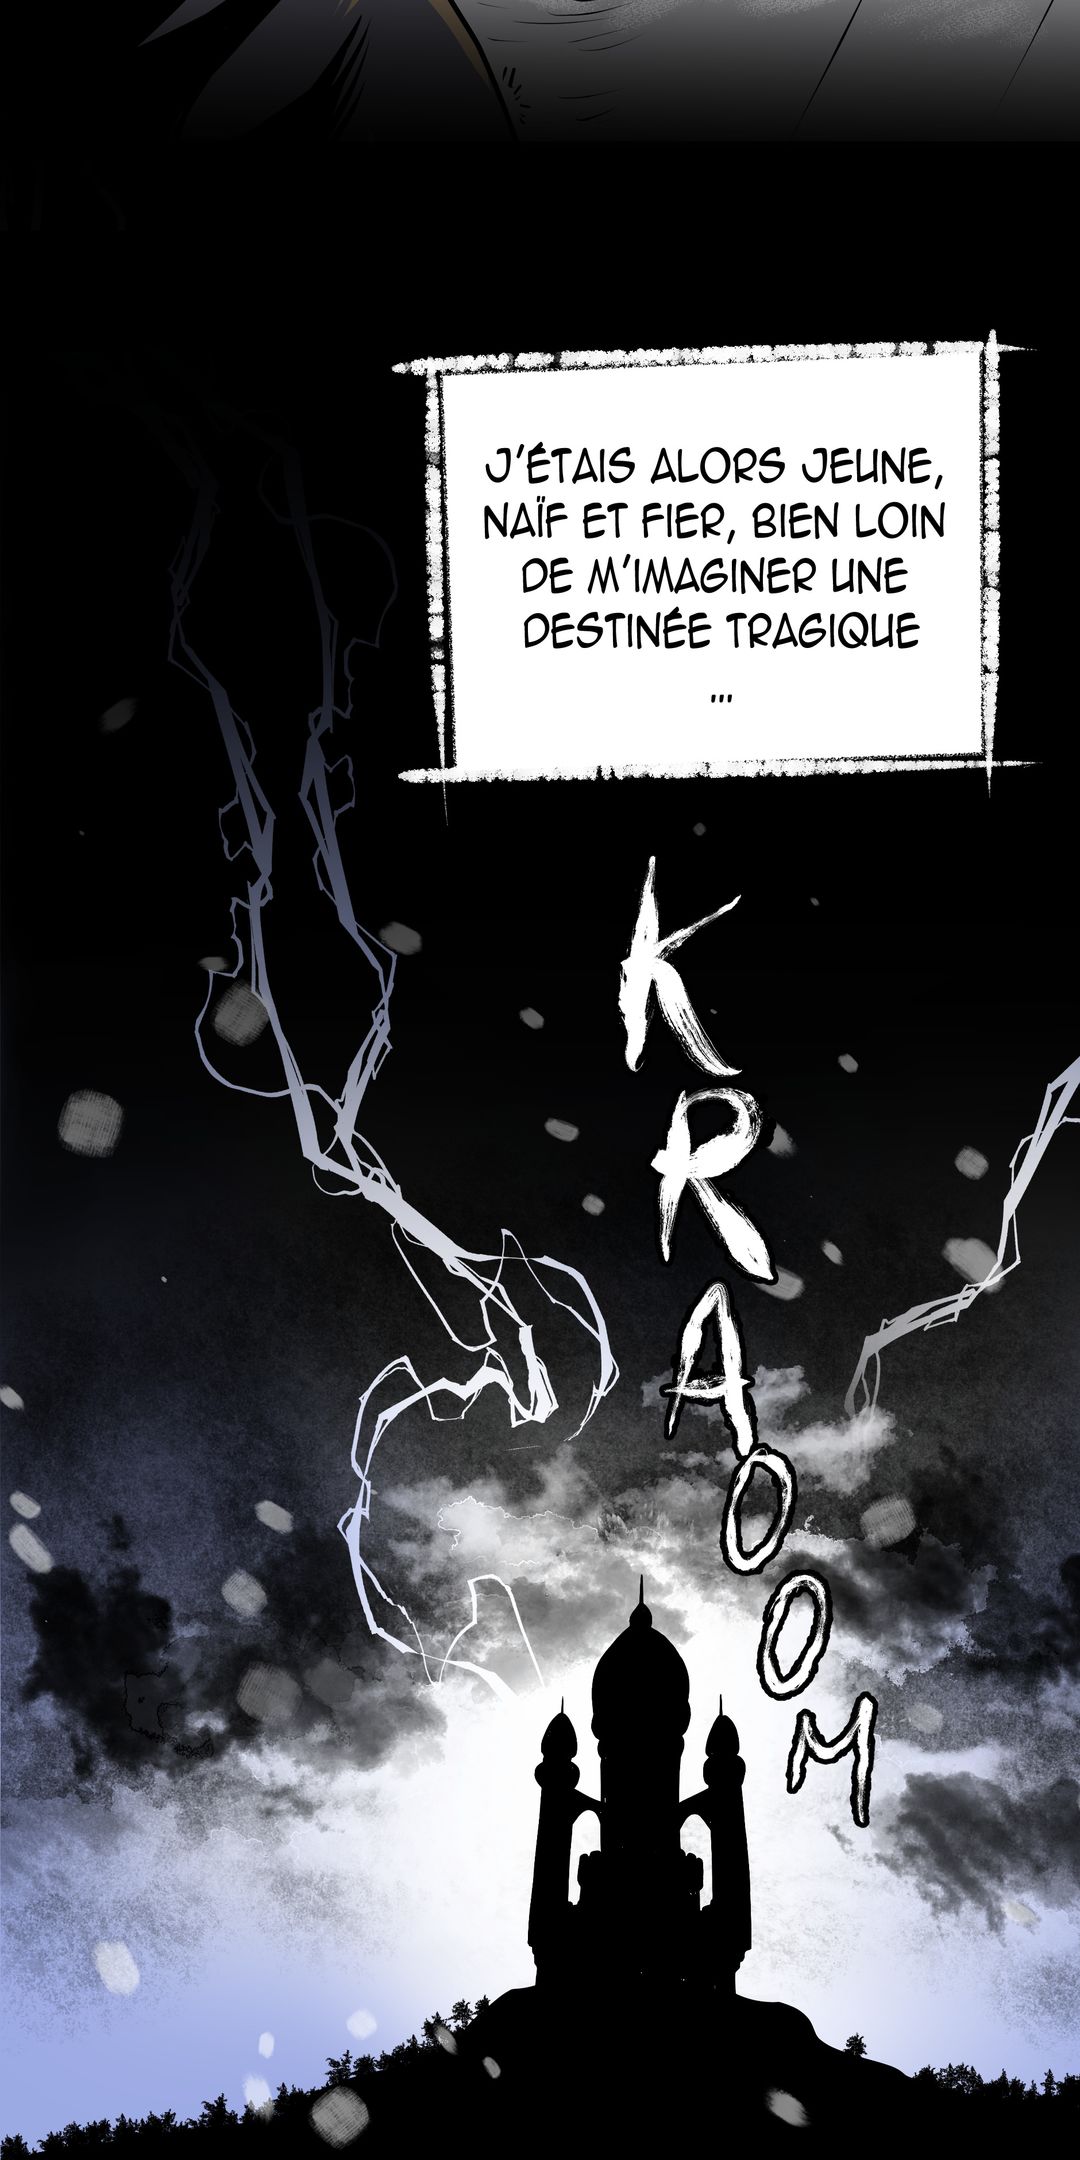 J'ÉTAIS ALORS JEUNE,
NAÏF ET FIER, BIEN LOIN
DE M'IMAGINER UNE
DESTINÉE TRAGIQUE
...
KRAOOM